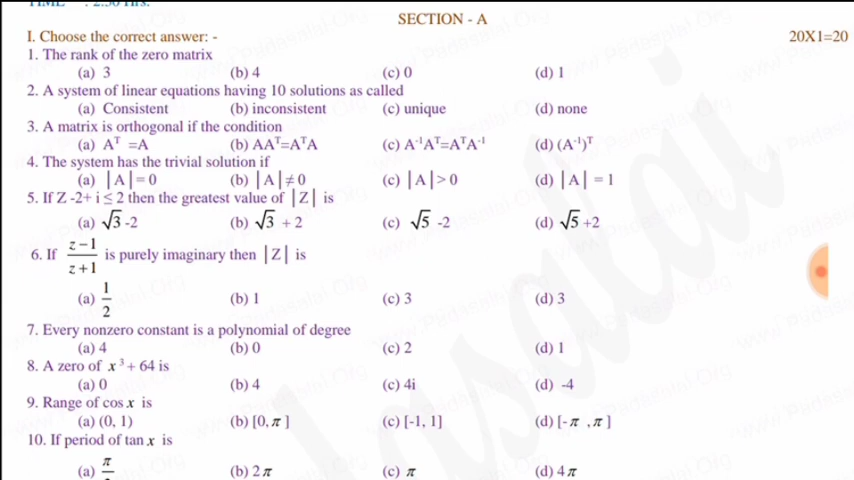 SECTION - A
I. Choose the correct answer: - 20X1=20
1. The rank of the zero matrix
(a) 3 (b) 4 (c) 0 (d) 1
2. A system of linear equations having 10 solutions as called
(a) Consistent (b) inconsistent (c) unique (d) none
3. A matrix is orthogonal if the condition
(a) Aᵀ =A (b) AAᵀ=AᵀA (c) A⁻¹Aᵀ=AᵀA⁻¹ (d) (A⁻¹)ᵀ
4. The system has the trivial solution if
(a) |A|=0 (b) |A|≠0 (c) |A|>0 (d) |A| =1
5. If Z -2+ i ≤ 2 then the greatest value of |Z| is
(a) √3 -2 (b) √3 + 2 (c) √5 -2 (d) √5 +2
6. If (z−1)/(z+1) is purely imaginary then |Z| is
(a) 1/2 (b) 1 (c) 3 (d) 3
7. Every nonzero constant is a polynomial of degree
(a) 4 (b) 0 (c) 2 (d) 1
8. A zero of x³+ 64 is
(a) 0 (b) 4 (c) 4i (d) -4
9. Range of cos x is
(a) (0, 1) (b) [0, π ] (c) [-1, 1] (d) [-π ,π ]
10. If period of tan x is
(a) π (b) 2π (c) π (d) 4π